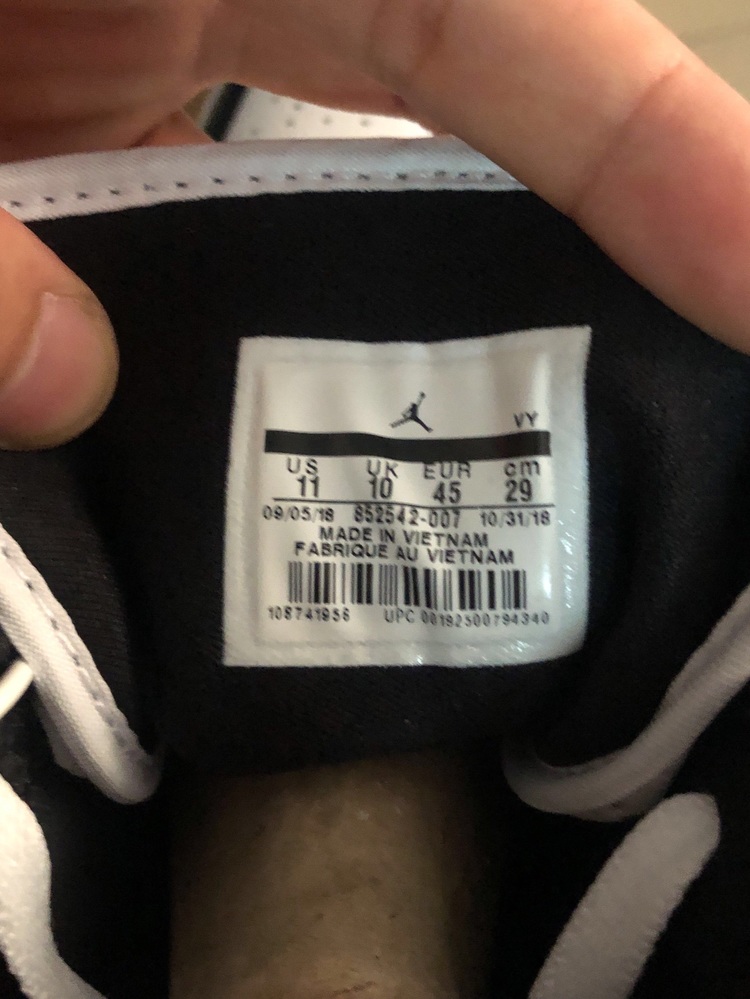 VY
US UK EUR cm
11 10 45 29
09/05/18 852542-007 10/31/18
MADE IN VIETNAM
FABRIQUE AU VIETNAM
108741956 UPC 00192500794340